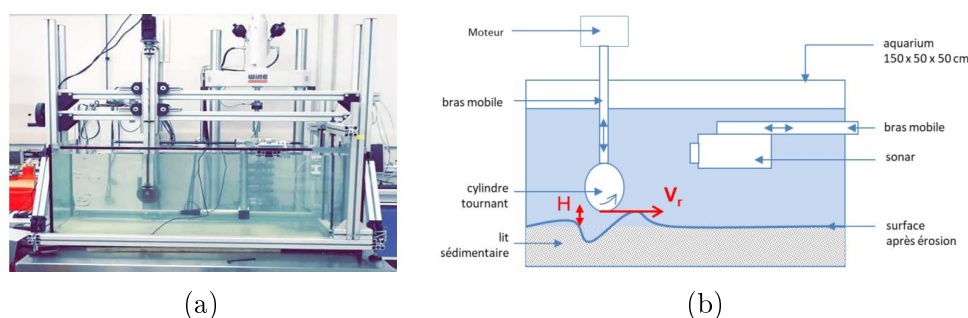 wille
Moteur
aquarium
150 x 50 x 50 cm
bras mobile
bras mobile
sonar
cylindre
tournant
H
Vr
lit
sédimentaire
surface
après érosion
(a)
(b)